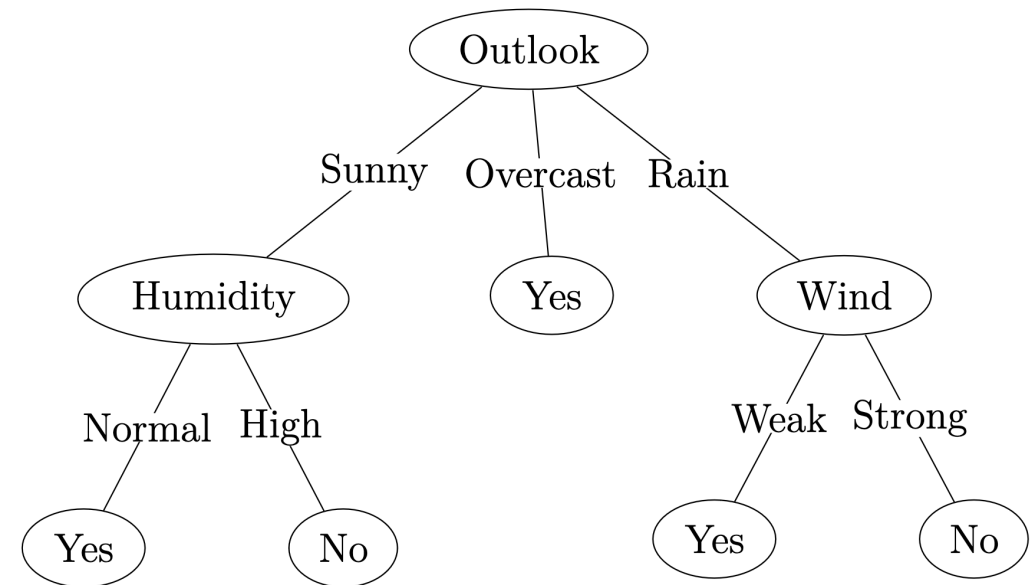 Outlook
Sunny Overcast Rain
Humidity Yes Wind
Normal High Weak Strong
Yes No Yes No